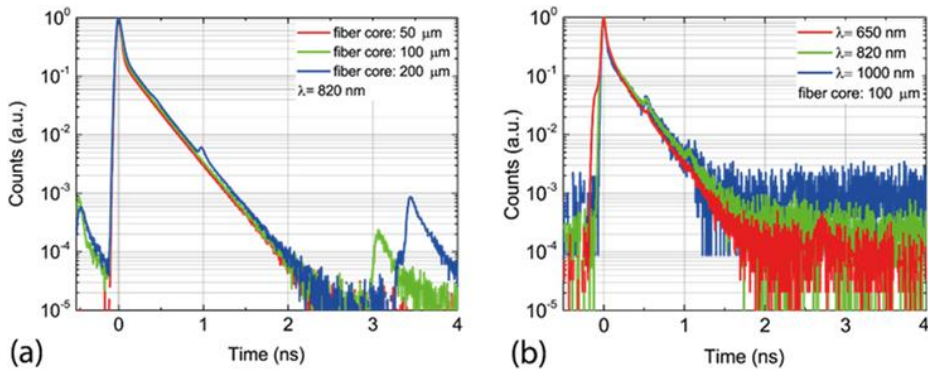 10⁰
10⁻¹
10⁻²
10⁻³
10⁻⁴
10⁻⁵
Counts (a.u.)
fiber core: 50 μm
fiber core: 100 μm
fiber core: 200 μm
λ= 820 nm
0 1 2 3 4
Time (ns)
(a)
10⁰
10⁻¹
10⁻²
10⁻³
10⁻⁴
10⁻⁵
Counts (a.u.)
λ= 650 nm
λ= 820 nm
λ= 1000 nm
fiber core: 100 μm
0 1 2 3 4
Time (ns)
(b)